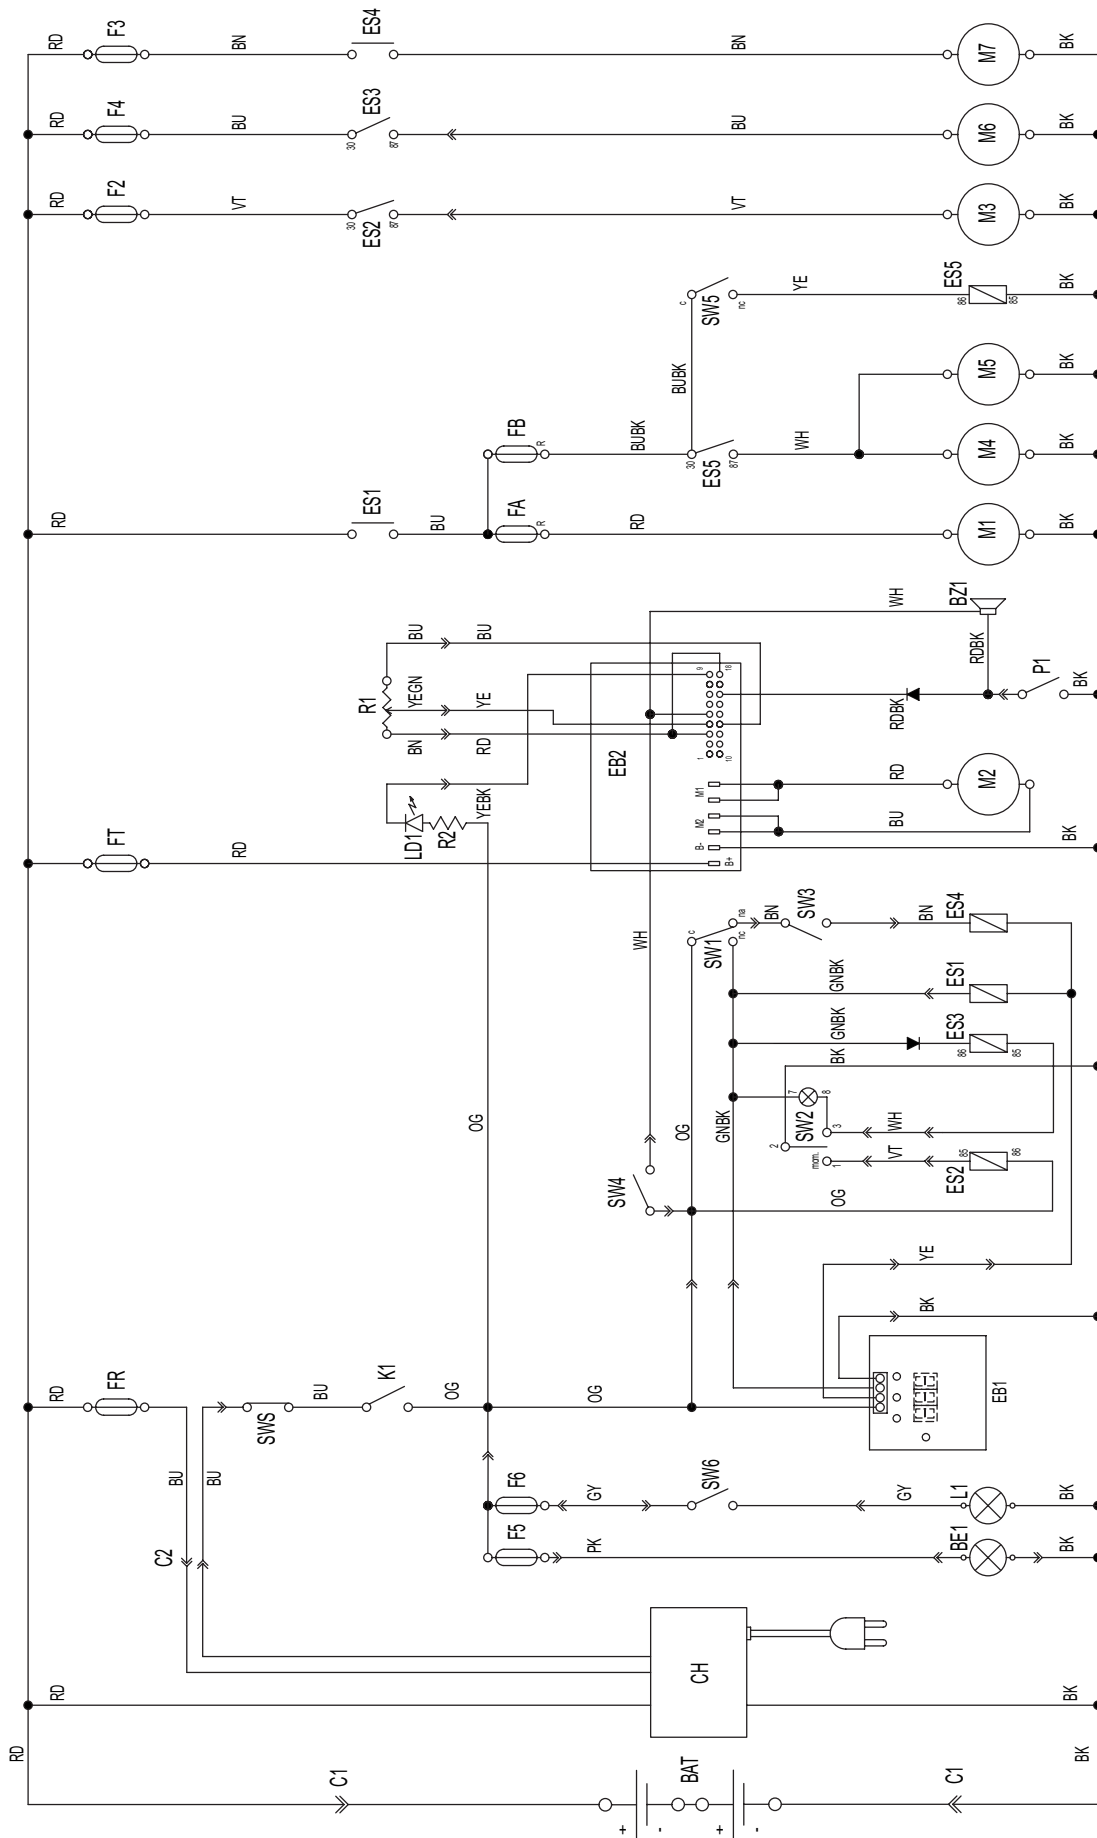 RD
F3
BN
ES4
BN
M7
BK
RD
F4
BU
ES3
30
87
BU
M6
BK
RD
F2
VT
ES2
30
87
VT
M3
BK
c
SW5
nc
YE
ES5
86
85
BK
BUBK
M5
BK
FB
R
BUBK
30
ES5
87
WH
M4
BK
RD
ES1
BU
FA
R
RD
M1
BK
WH
BZ1
RDBK
P1
BK
RDBK
BU
BU
R1
YEGN
YE
BN
RD
EB2
9
18
1
10
M1
M2
B-
B+
RD
M2
BU
BK
LD1
R2
YEBK
FT
RD
WH
c
SW1
na
nc
BN
SW3
BN
ES4
GNBK
ES1
GNBK
ES3
86
85
BK
OG
OG
GNBK
7
8
SW2
2
3
WH
mom.
1
VT
ES2
85
86
OG
SW4
YE
BK
RD
FR
BU
BU
SWS
BU
K1
OG
OG
EB1
C2
F6
GY
SW6
GY
L1
BK
F5
PK
BE1
BK
RD
CH
BK
RD
C1
BAT
+
-
+
-
C1
BK